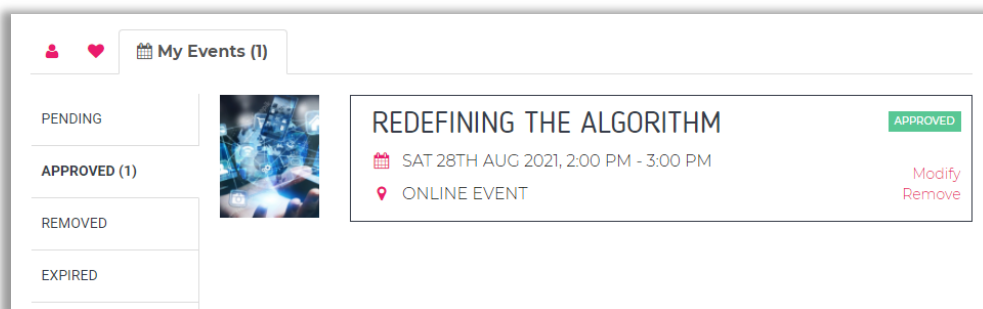 My Events (1)
PENDING
APPROVED (1)
REMOVED
EXPIRED
REDEFINING THE ALGORITHM
APPROVED
SAT 28TH AUG 2021, 2:00 PM - 3:00 PM
ONLINE EVENT
Modify
Remove